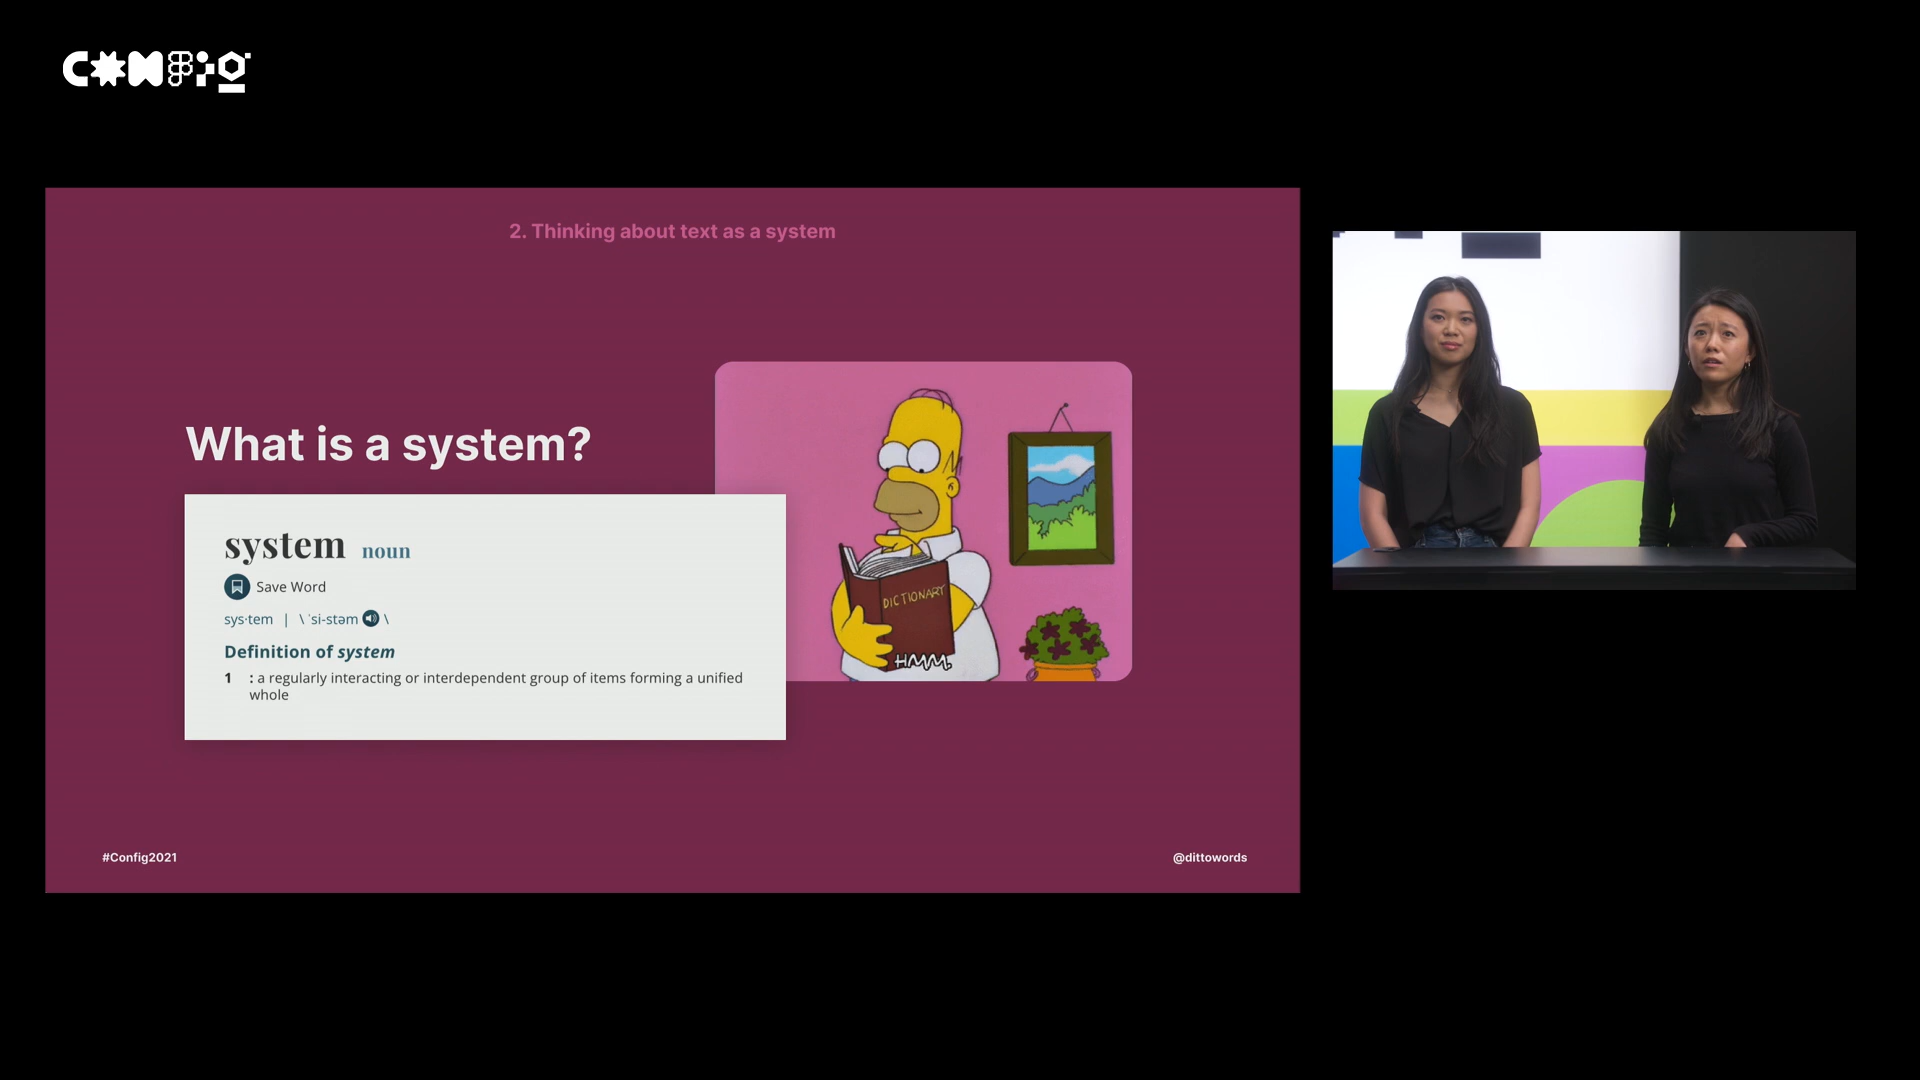 CONFIG
2. Thinking about text as a system
What is a system?
system noun
Save Word
sys·tem | \ ˈsi-stəm \
Definition of system
1 : a regularly interacting or interdependent group of items forming a unified
whole
DICTIONARY
HMM.
#Config2021
@dittowords